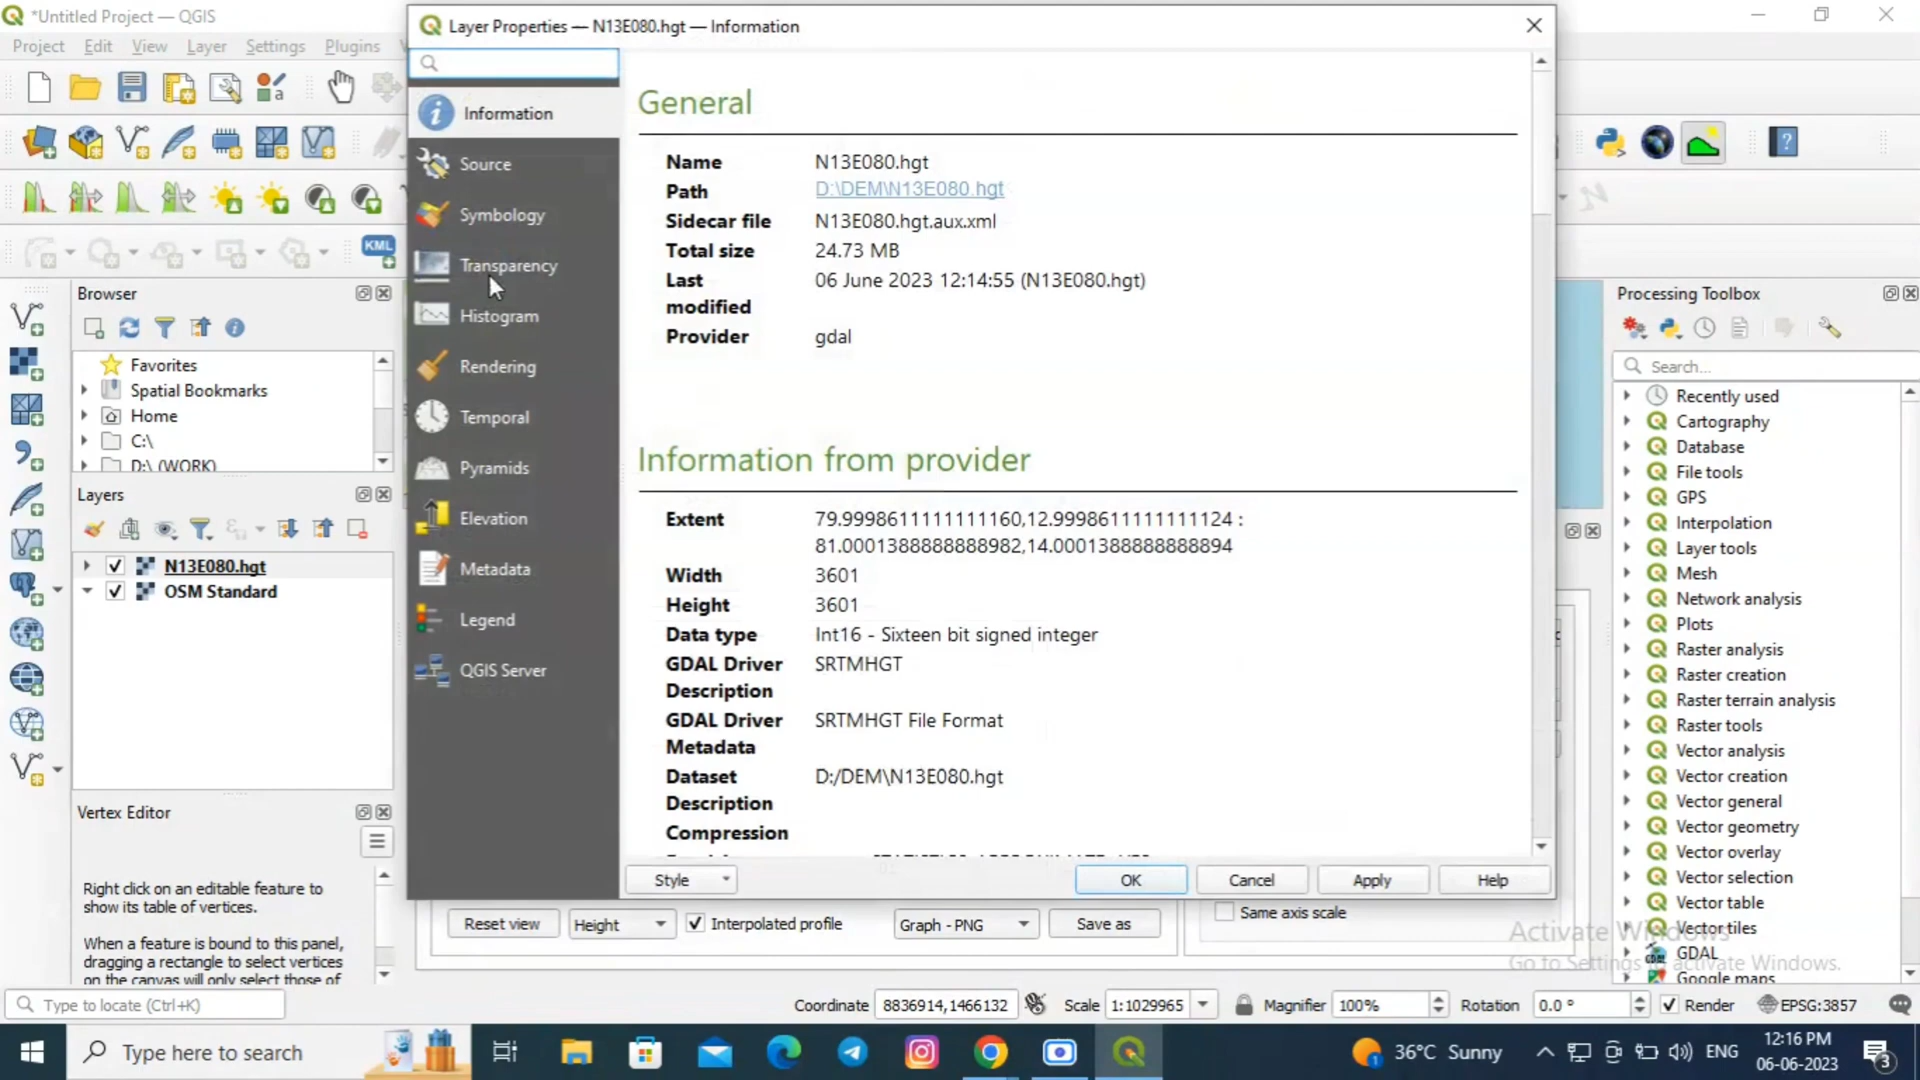 *Untitled Project — QGIS
Project Edit View Layer Settings Plugins
KML
Browser
Favorites
Spatial Bookmarks
Home
C:\
D:\ (WORK)
Layers
N13E080.hgt
OSM Standard
Vertex Editor
Right click on an editable feature to
show its table of vertices.
When a feature is bound to this panel,
dragging a rectangle to select vertices
on the canvas will only select those of
Layer Properties — N13E080.hgt — Information
Information
Source
Symbology
Transparency
Histogram
Rendering
Temporal
Pyramids
Elevation
Metadata
Legend
QGIS Server
General
Name N13E080.hgt
Path D:\DEM\N13E080.hgt
Sidecar file N13E080.hgt.aux.xml
Total size 24.73 MB
Last modified 06 June 2023 12:14:55 (N13E080.hgt)
Provider gdal
Information from provider
Extent 79.9998611111111160,12.9998611111111124 :
81.0001388888888982,14.0001388888888894
Width 3601
Height 3601
Data type Int16 - Sixteen bit signed integer
GDAL Driver Description SRTMHGT
GDAL Driver Metadata SRTMHGT File Format
Dataset Description D:/DEM\N13E080.hgt
Compression
Style OK Cancel Apply Help
Reset view Height Interpolated profile Graph - PNG Save as Same axis scale
Processing Toolbox
Search...
Recently used
Cartography
Database
File tools
GPS
Interpolation
Layer tools
Mesh
Network analysis
Plots
Raster analysis
Raster creation
Raster terrain analysis
Raster tools
Vector analysis
Vector creation
Vector general
Vector geometry
Vector overlay
Vector selection
Vector table
Vector tiles
GDAL
Google maps
Activate Windows
Go to Settings to activate Windows.
Type to locate (Ctrl+K) Coordinate 8836914,1466132 Scale 1:1029965 Magnifier 100% Rotation 0.0 ° Render EPSG:3857
Type here to search 36°C Sunny ENG 12:16 PM
06-06-2023 3